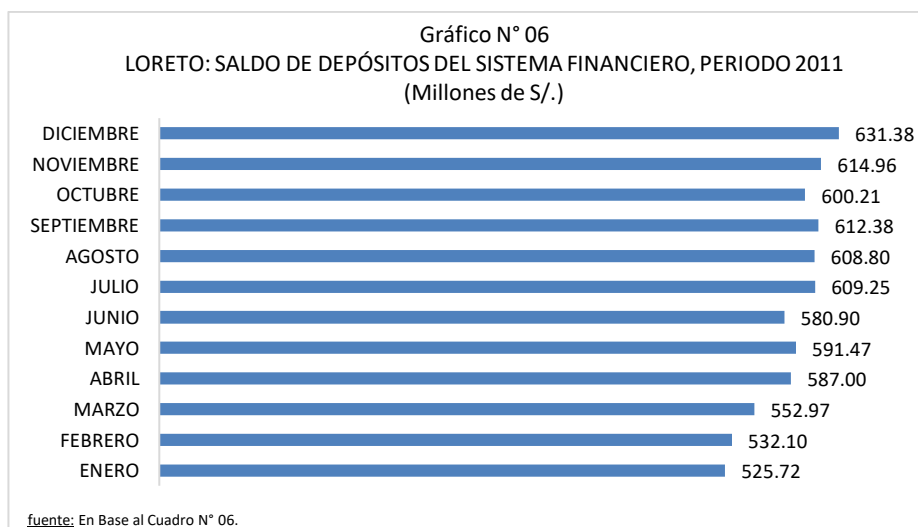 Gráfico N° 06
LORETO: SALDO DE DEPÓSITOS DEL SISTEMA FINANCIERO, PERIODO 2011
(Millones de S/.)
DICIEMBRE 631.38
NOVIEMBRE 614.96
OCTUBRE 600.21
SEPTIEMBRE 612.38
AGOSTO 608.80
JULIO 609.25
JUNIO 580.90
MAYO 591.47
ABRIL 587.00
MARZO 552.97
FEBRERO 532.10
ENERO 525.72
fuente: En Base al Cuadro N° 06.